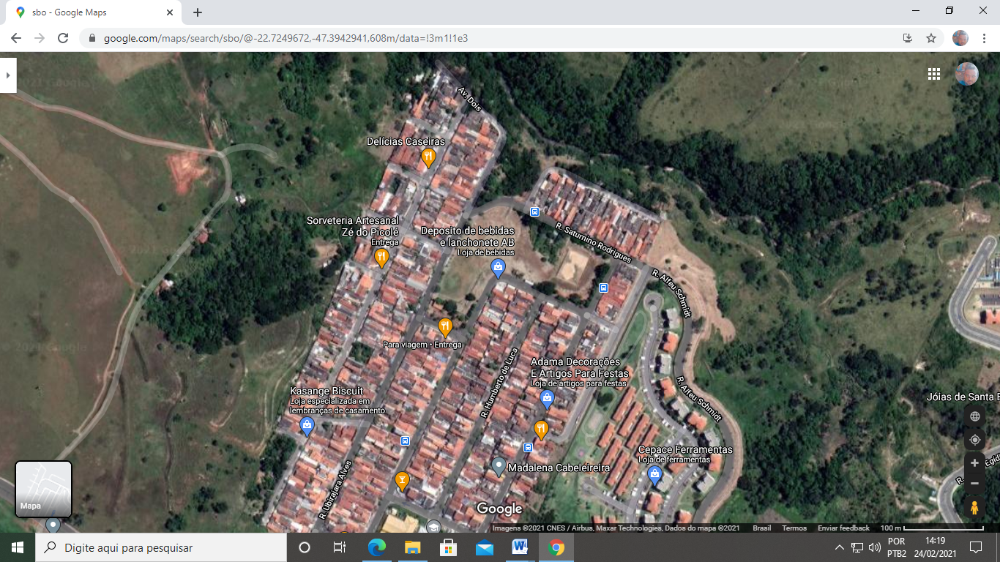 sbo - Google Maps
google.com/maps/search/sbo/@-22.7249672,-47.3942941,608m/data=!3m1!1e3
Av. Dois
Delícias Caseiras
Sorveteria Artesanal
Zé do Picolé
Entrega
Deposito de bebidas
e lanchonete AB
Loja de bebidas
R. Saturnino Rodrigues
R. Alfeu Schmidt
Para viagem • Entrega
R. Humberto de Luca
Adama Decorações
E Artigos Para Festas
Loja de artigos para festas
Kasange Biscuit
Loja especializada em
lembranças de casamento
R. Alfeu Schmidt
Jóias de Santa B
Cepace Ferramentas
Loja de ferramentas
Madalena Cabeleireira
R. Ubirajara Alves
Mapa
Google
Imagens ©2021 CNES / Airbus, Maxar Technologies, Dados do mapa ©2021 Brasil Termos Enviar feedback 100 m
Digite aqui para pesquisar
POR
PTB2
14:19
24/02/2021